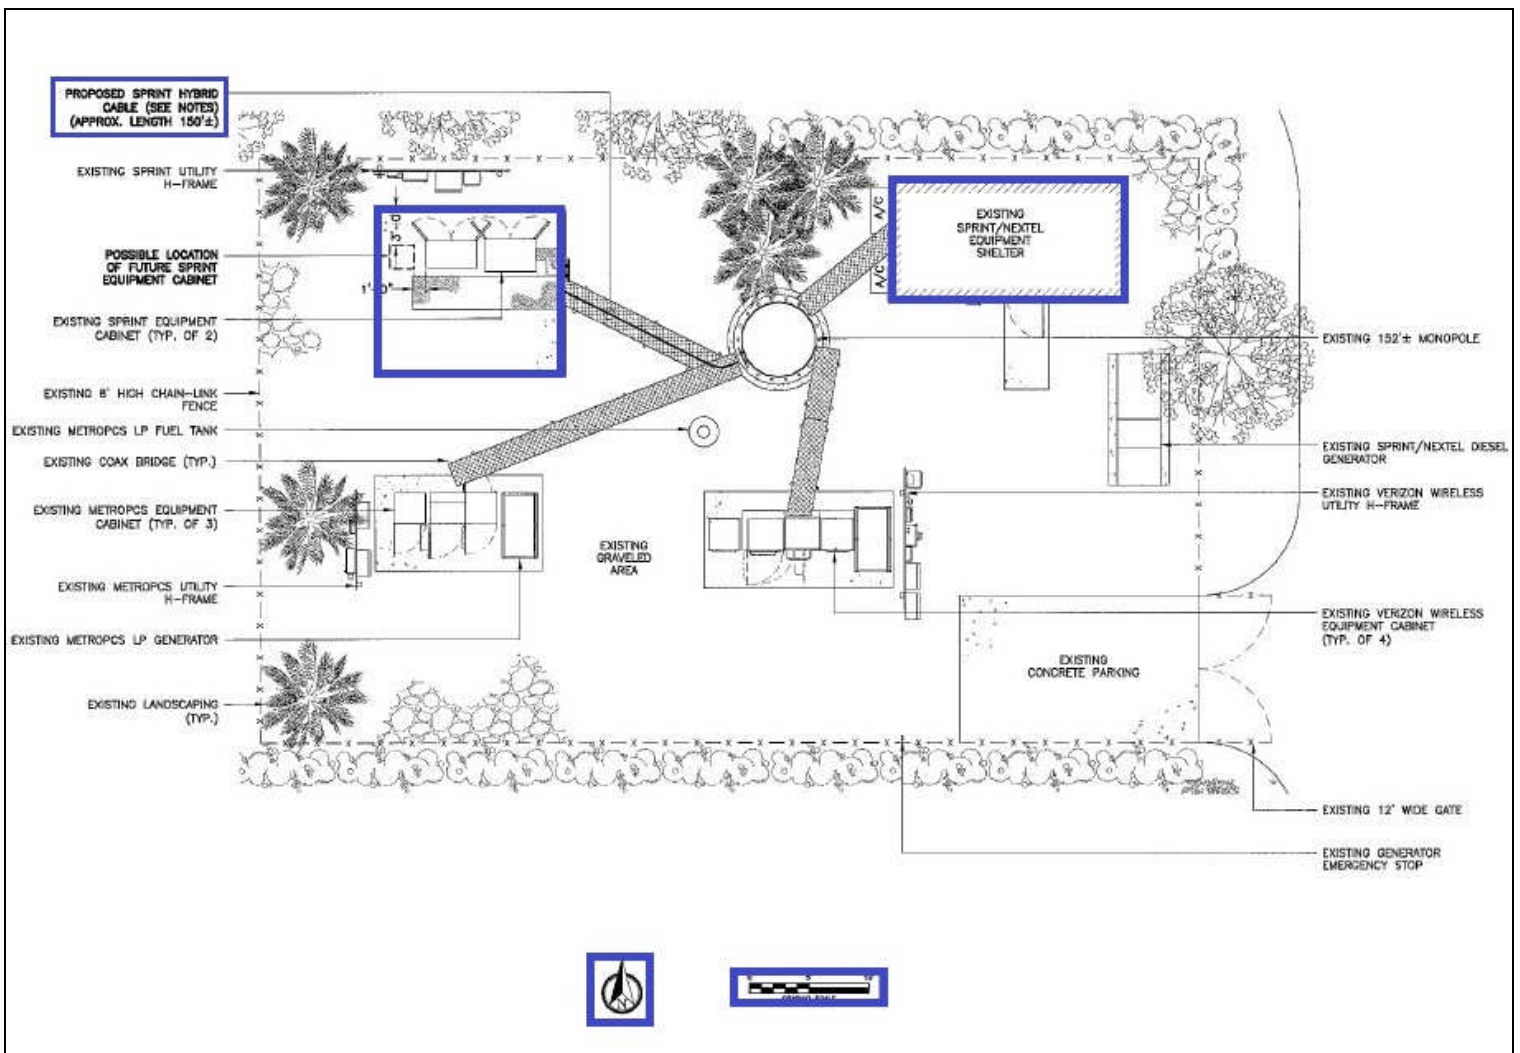 PROPOSED SPRINT HYBRID
CABLE (SEE NOTES)
(APPROX. LENGTH 150'±)
EXISTING SPRINT UTILITY
H-FRAME
POSSIBLE LOCATION
OF FUTURE SPRINT
EQUIPMENT CABINET
EXISTING SPRINT EQUIPMENT
CABINET (TYP. OF 2)
EXISTING 8' HIGH CHAIN-LINK
FENCE
EXISTING METROPCS LP FUEL TANK
EXISTING COAX BRIDGE (TYP.)
EXISTING METROPCS EQUIPMENT
CABINET (TYP. OF 3)
EXISTING METROPCS UTILITY
H-FRAME
EXISTING METROPCS LP GENERATOR
EXISTING LANDSCAPING
(TYP.)
3'-0"
1'-0"
A/C
A/C
EXISTING
SPRINT/NEXTEL
EQUIPMENT
SHELTER
EXISTING
GRAVELED
AREA
EXISTING
CONCRETE PARKING
EXISTING 152'± MONOPOLE
EXISTING SPRINT/NEXTEL DIESEL
GENERATOR
EXISTING VERIZON WIRELESS
UTILITY H-FRAME
EXISTING VERIZON WIRELESS
EQUIPMENT CABINET
(TYP. OF 4)
EXISTING 12' WIDE GATE
EXISTING GENERATOR
EMERGENCY STOP
N